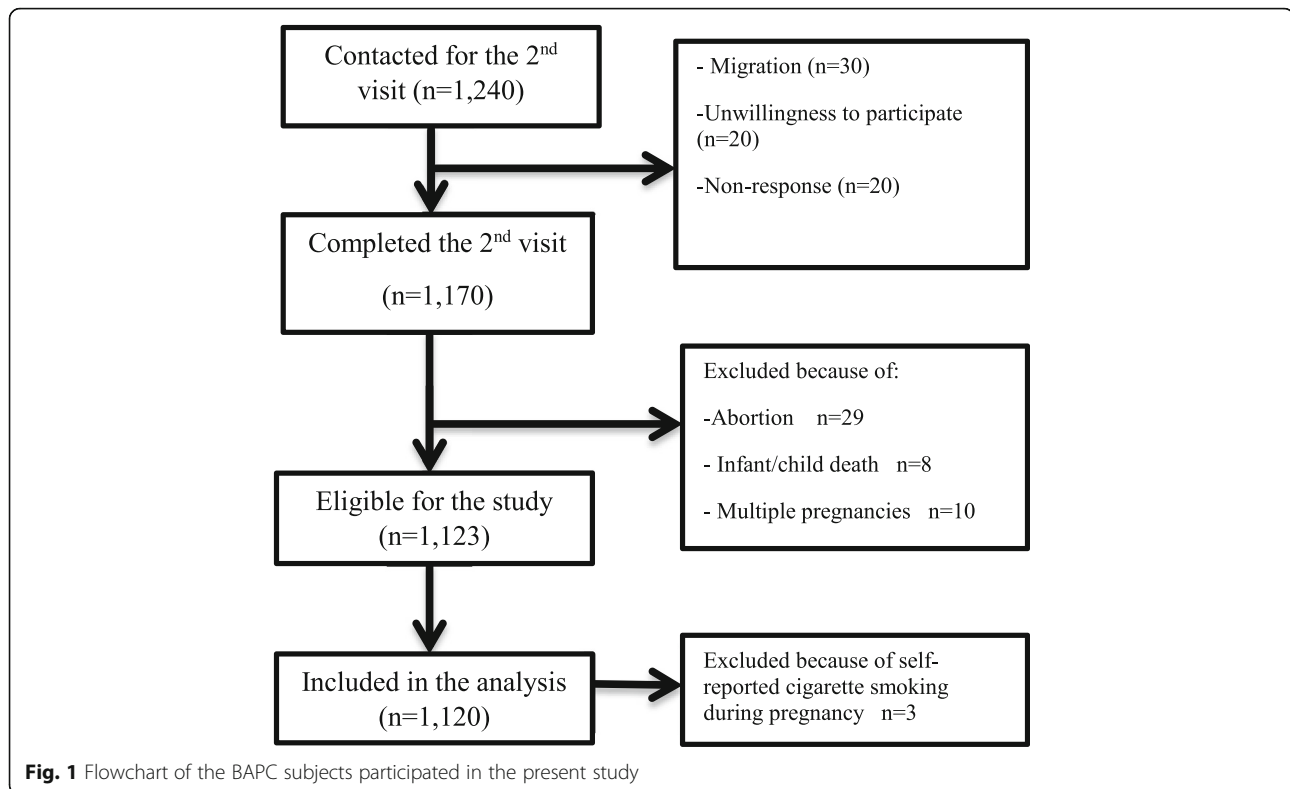 Contacted for the 2nd
visit (n=1,240)
- Migration (n=30)
-Unwillingness to participate
(n=20)
-Non-response (n=20)
Completed the 2nd visit
(n=1,170)
Excluded because of:
-Abortion n=29
- Infant/child death n=8
- Multiple pregnancies n=10
Eligible for the study
(n=1,123)
Included in the analysis
(n=1,120)
Excluded because of self-
reported cigarette smoking
during pregnancy n=3
Fig. 1 Flowchart of the BAPC subjects participated in the present study